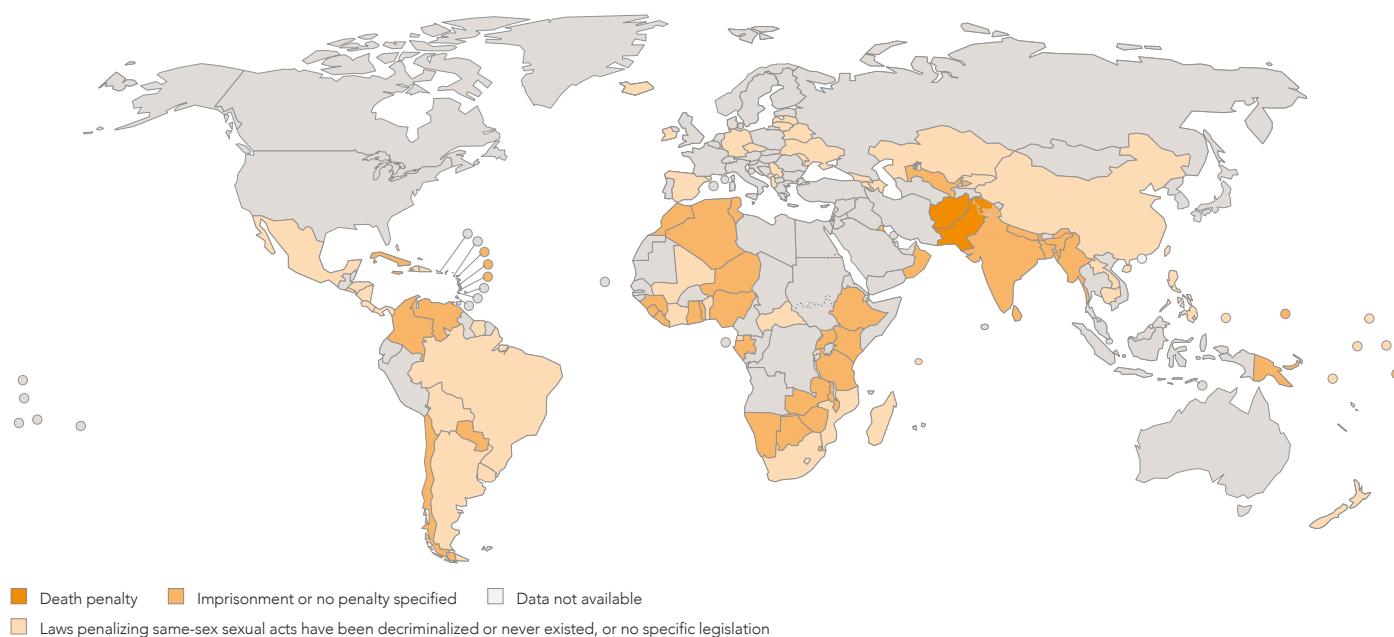 Death penalty
Imprisonment or no penalty specified
Data not available
Laws penalizing same-sex sexual acts have been decriminalized or never existed, or no specific legislation